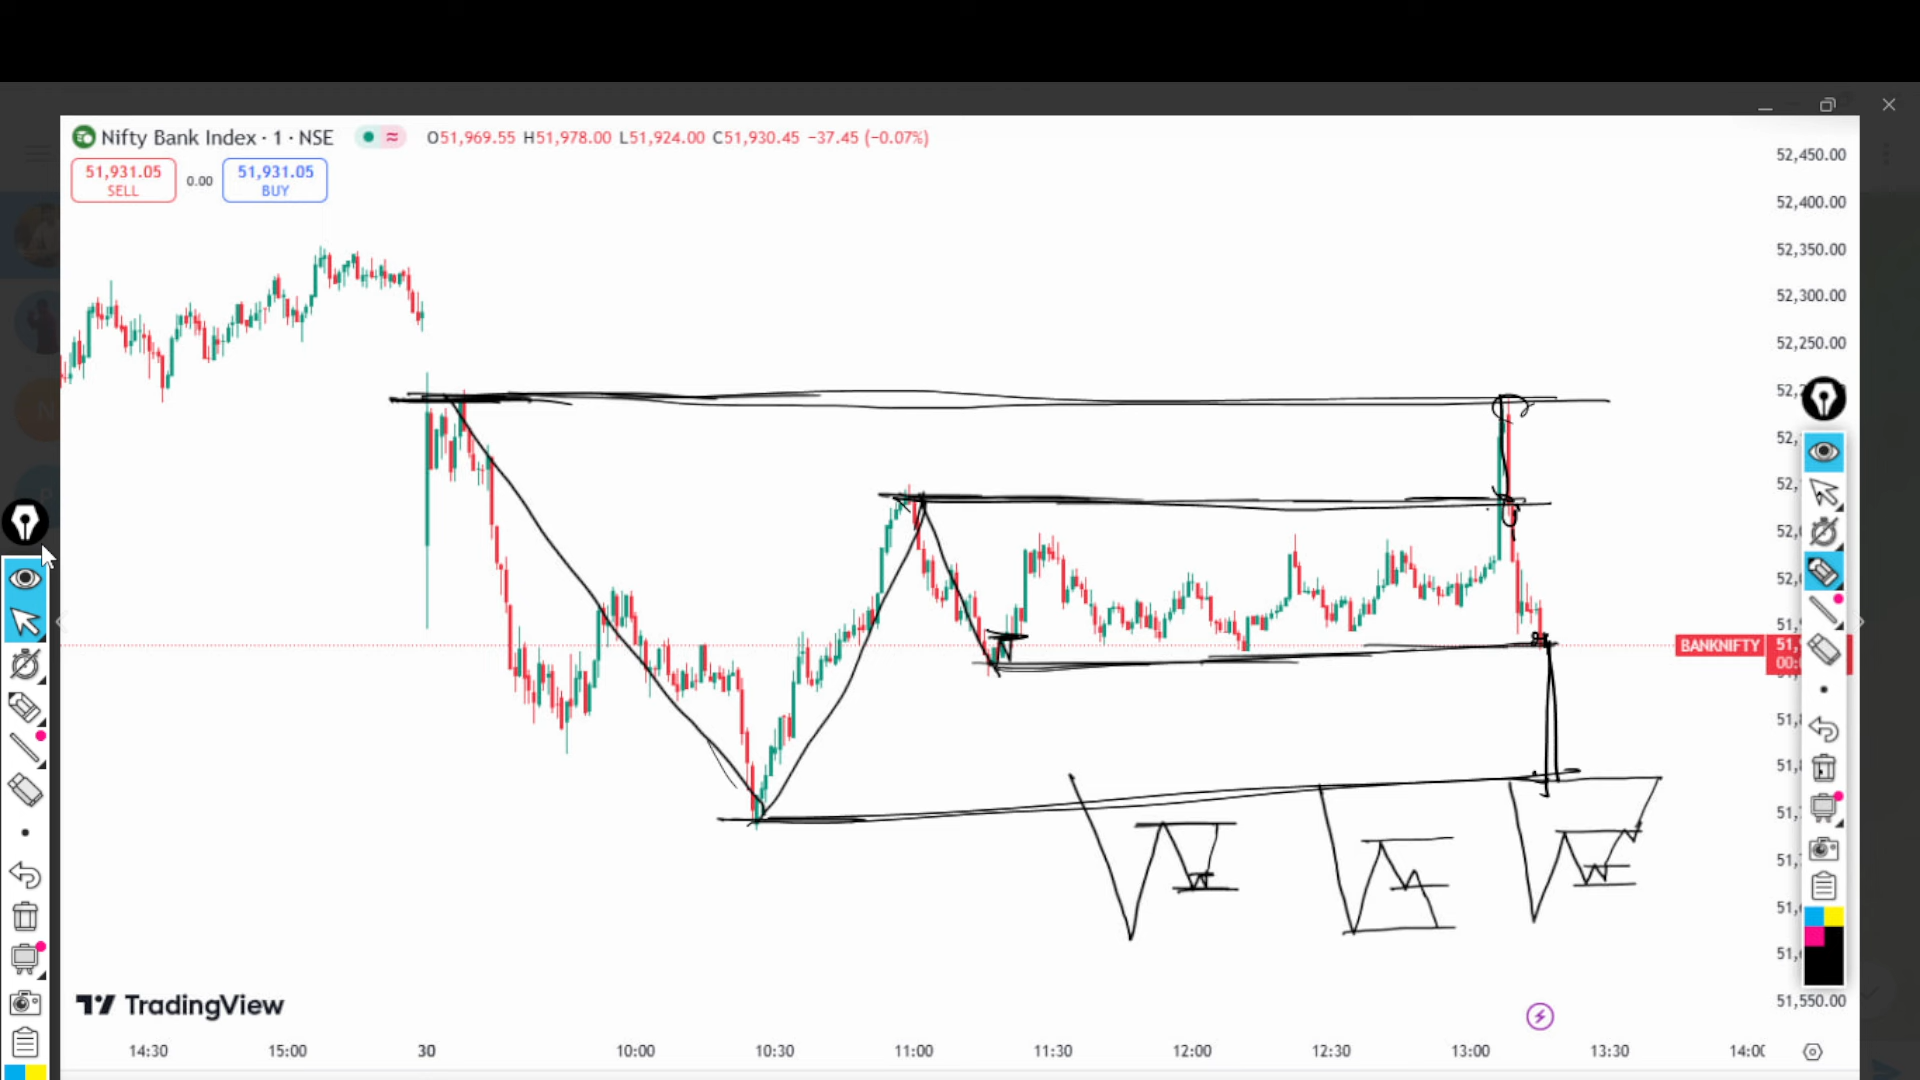 Nifty Bank Index · 1 · NSE
O51,969.55 H51,978.00 L51,924.00 C51,930.45 −37.45 (−0.07%)
51,931.05
SELL
0.00
51,931.05
BUY
52,450.00
52,400.00
52,350.00
52,300.00
52,250.00
BANKNIFTY
51,550.00
TradingView
14:30 15:00 30 10:00 10:30 11:00 11:30 12:00 12:30 13:00 13:30